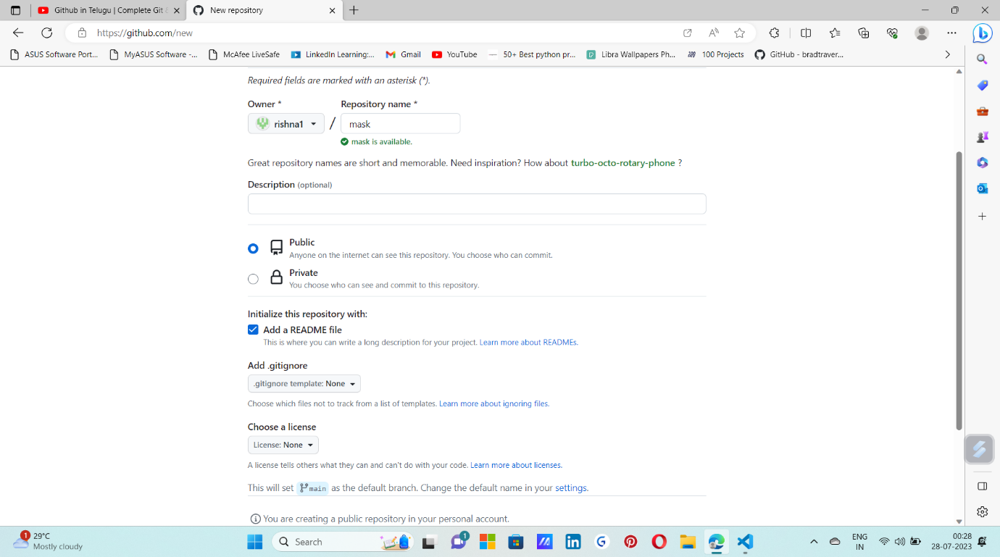 Github in Telugu | Complete Git &
New repository
https://github.com/new
ASUS Software Port...
MyASUS Software -...
McAfee LiveSafe
LinkedIn Learning:...
Gmail
YouTube
50+ Best python pr...
Libra Wallpapers Ph...
100 Projects
GitHub - bradtraver...
Required fields are marked with an asterisk (*).
Owner *
Repository name *
rishna1
/
mask
mask is available.
Great repository names are short and memorable. Need inspiration? How about turbo-octo-rotary-phone ?
Description (optional)
Public
Anyone on the internet can see this repository. You choose who can commit.
Private
You choose who can see and commit to this repository.
Initialize this repository with:
Add a README file
This is where you can write a long description for your project. Learn more about READMEs.
Add .gitignore
.gitignore template: None
Choose which files not to track from a list of templates. Learn more about ignoring files.
Choose a license
License: None
A license tells others what they can and can't do with your code. Learn more about licenses.
This will set main as the default branch. Change the default name in your settings.
You are creating a public repository in your personal account.
1
29°C
Mostly cloudy
Search
1
ENG
IN
00:28
28-07-2023